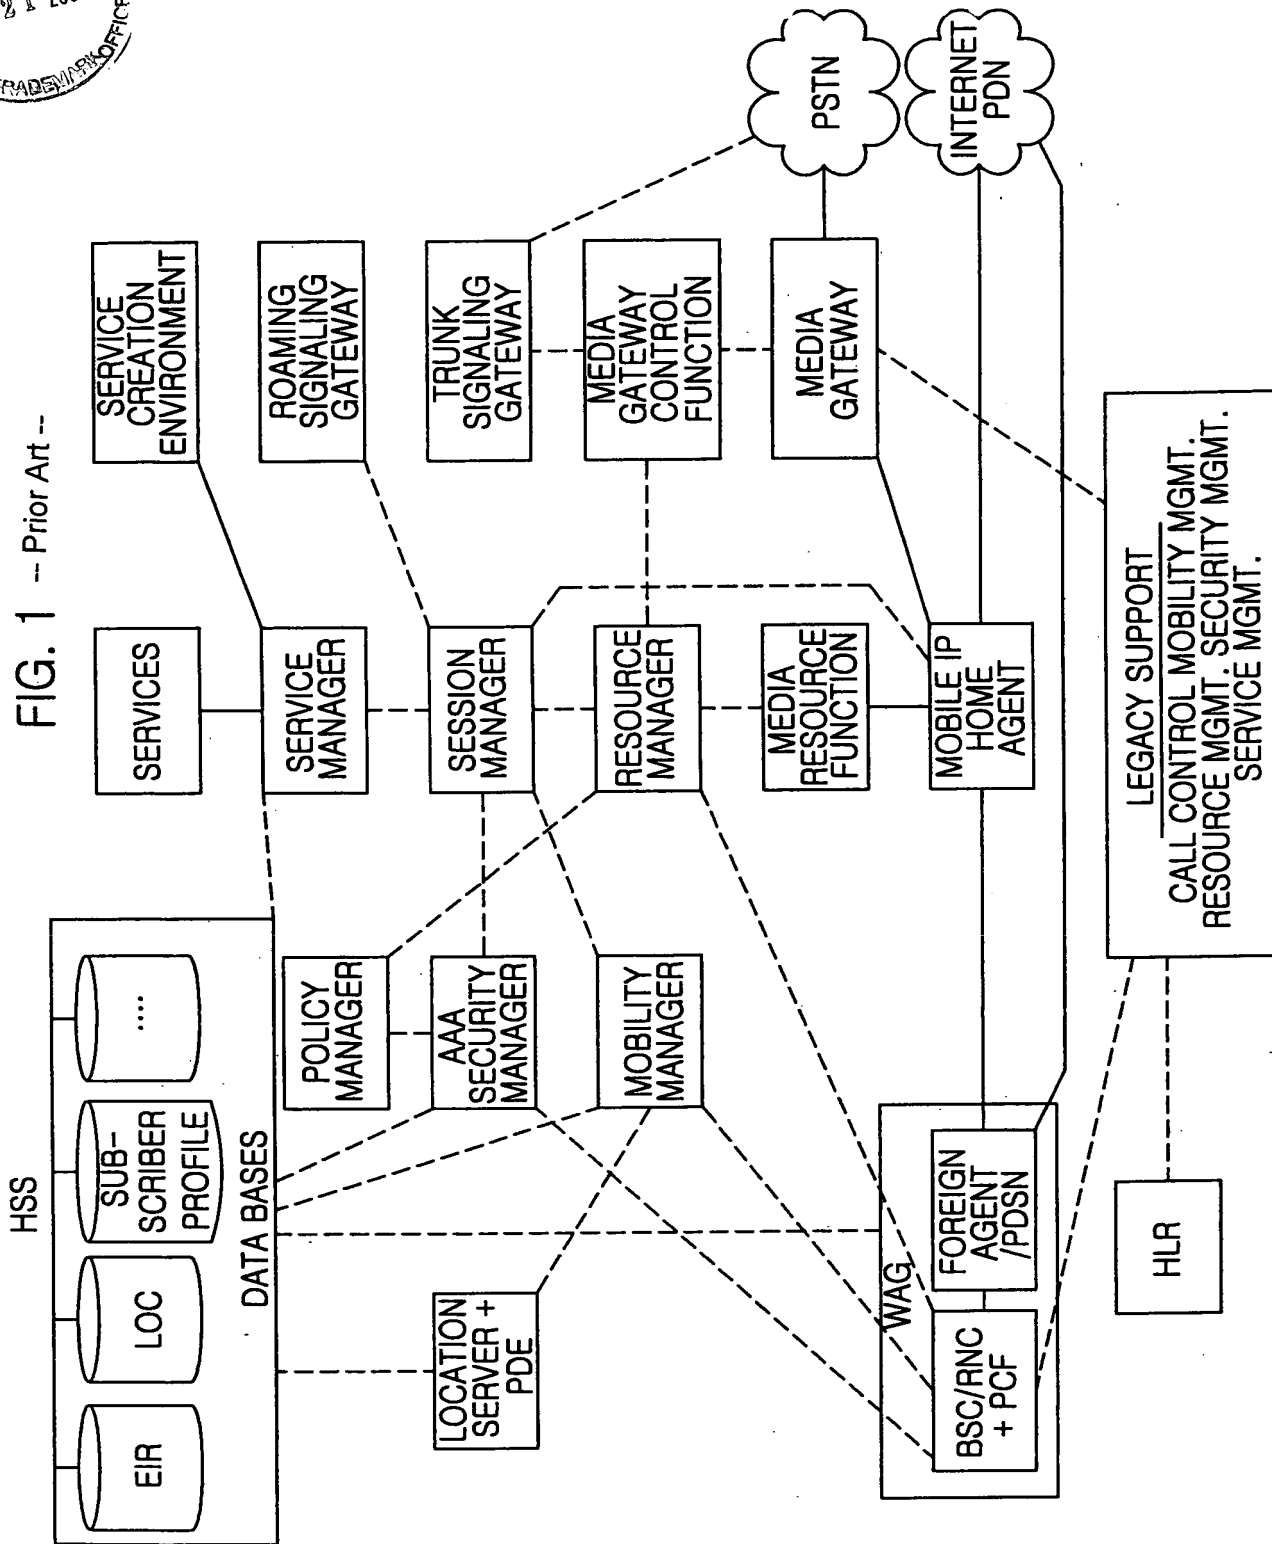 21 200
TRADEMARK OFFICE
FIG. 1 -- Prior Art --
HSS
EIR
LOC
SUB-
SCRIBER
PROFILE
....
DATA BASES
SERVICES
SERVICE
CREATION
ENVIRONMENT
POLICY
MANAGER
SERVICE
MANAGER
ROAMING
SIGNALING
GATEWAY
LOCATION
SERVER +
PDE
AAA
SECURITY
MANAGER
SESSION
MANAGER
TRUNK
SIGNALING
GATEWAY
MOBILITY
MANAGER
RESOURCE
MANAGER
MEDIA
GATEWAY
CONTROL
FUNCTION
PSTN
MEDIA
RESOURCE
FUNCTION
MEDIA
GATEWAY
WAG
BSC/RNC
+ PCF
FOREIGN
AGENT
/PDSN
MOBILE IP
HOME
AGENT
INTERNET
PDN
HLR
LEGACY SUPPORT
CALL CONTROL MOBILITY MGMT.
RESOURCE MGMT. SECURITY MGMT.
SERVICE MGMT.